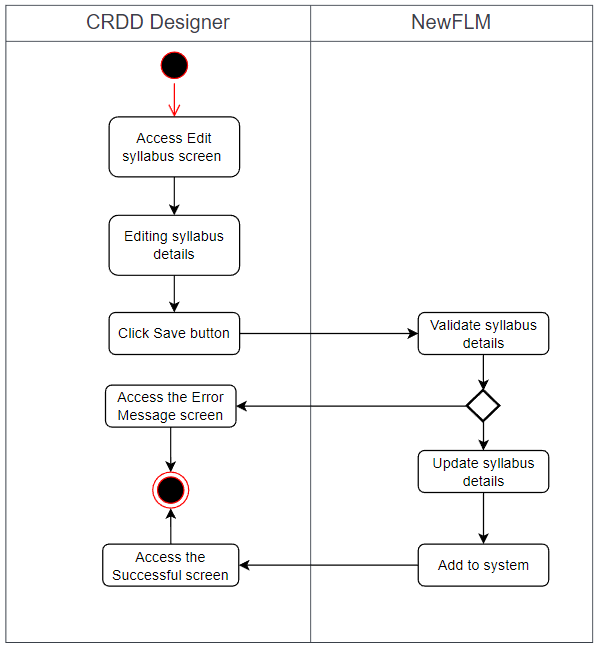 CRDD Designer
NewFLM
Access Edit
syllabus screen
Editing syllabus
details
Click Save button
Validate syllabus
details
Access the Error
Message screen
Update syllabus
details
Access the
Successful screen
Add to system